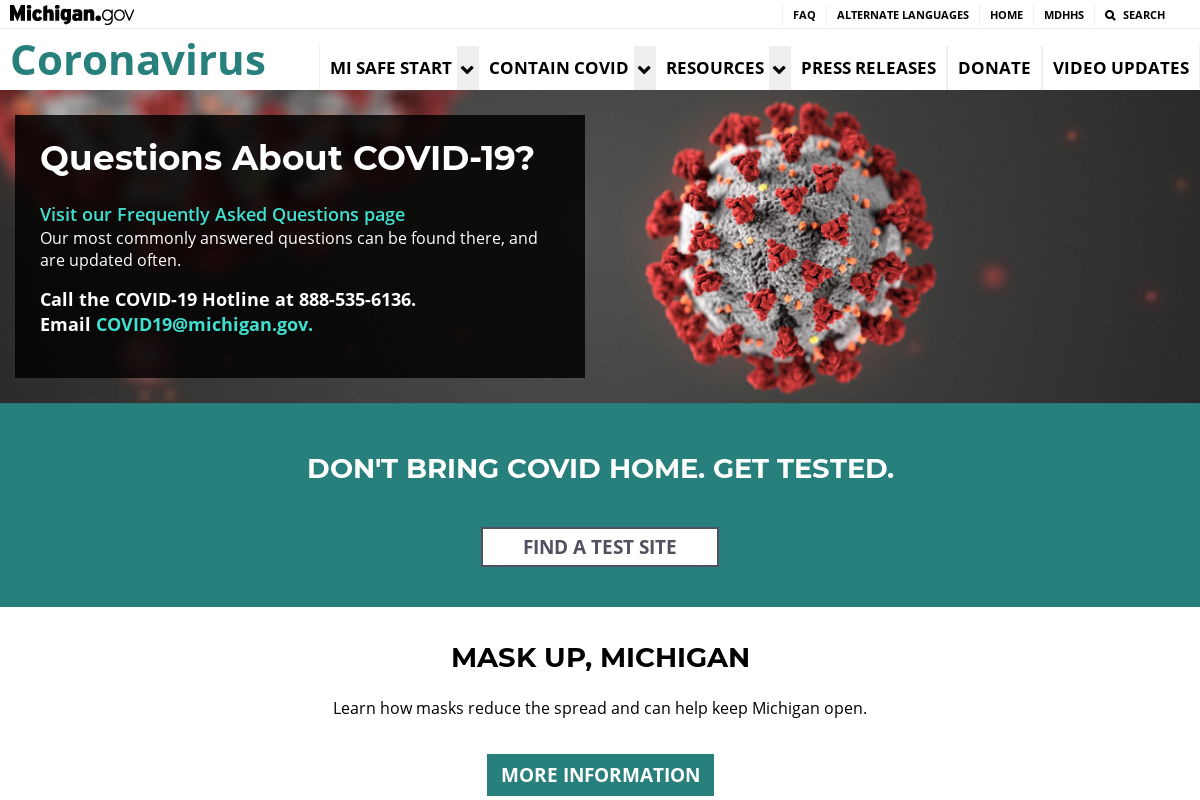 Michigan.gov
FAQ
ALTERNATE LANGUAGES
HOME
MDHHS
SEARCH
Coronavirus
MI SAFE START
CONTAIN COVID
RESOURCES
PRESS RELEASES
DONATE
VIDEO UPDATES
Questions About COVID-19?
Visit our Frequently Asked Questions page
Our most commonly answered questions can be found there, and
are updated often.
Call the COVID-19 Hotline at 888-535-6136.
Email COVID19@michigan.gov.
DON'T BRING COVID HOME. GET TESTED.
FIND A TEST SITE
MASK UP, MICHIGAN
Learn how masks reduce the spread and can help keep Michigan open.
MORE INFORMATION